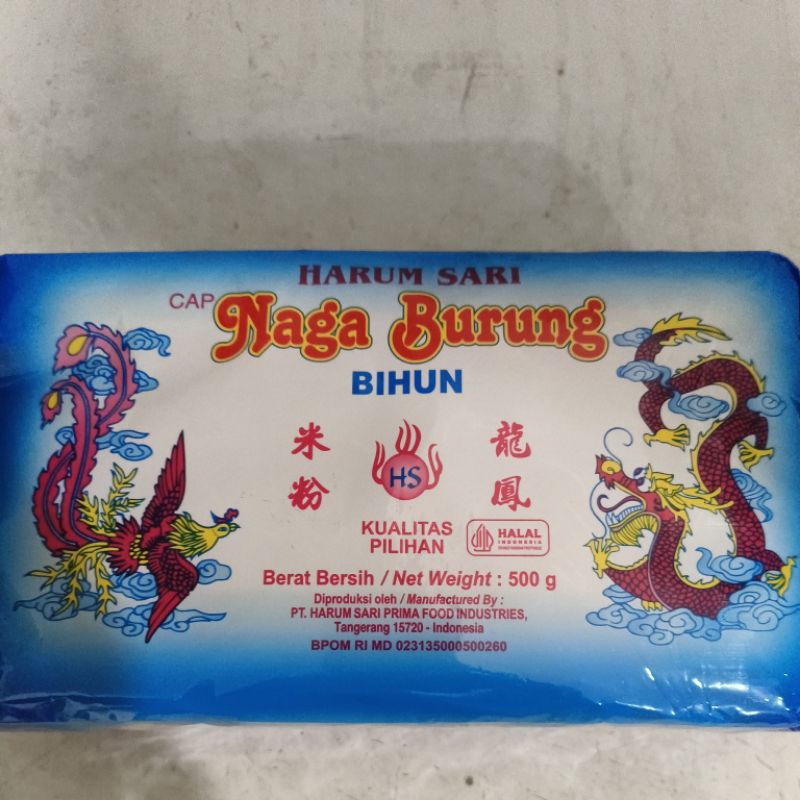 HARUM SARI
CAP Naga Burung
BIHUN
米粉
龍鳳
HS
KUALITAS
PILIHAN
HALAL
INDONESIA
Berat Bersih / Net Weight : 500 g
Diproduksi oleh / Manufactured By :
PT. HARUM SARI PRIMA FOOD INDUSTRIES,
Tangerang 15720 - Indonesia
BPOM RI MD 023135000500260